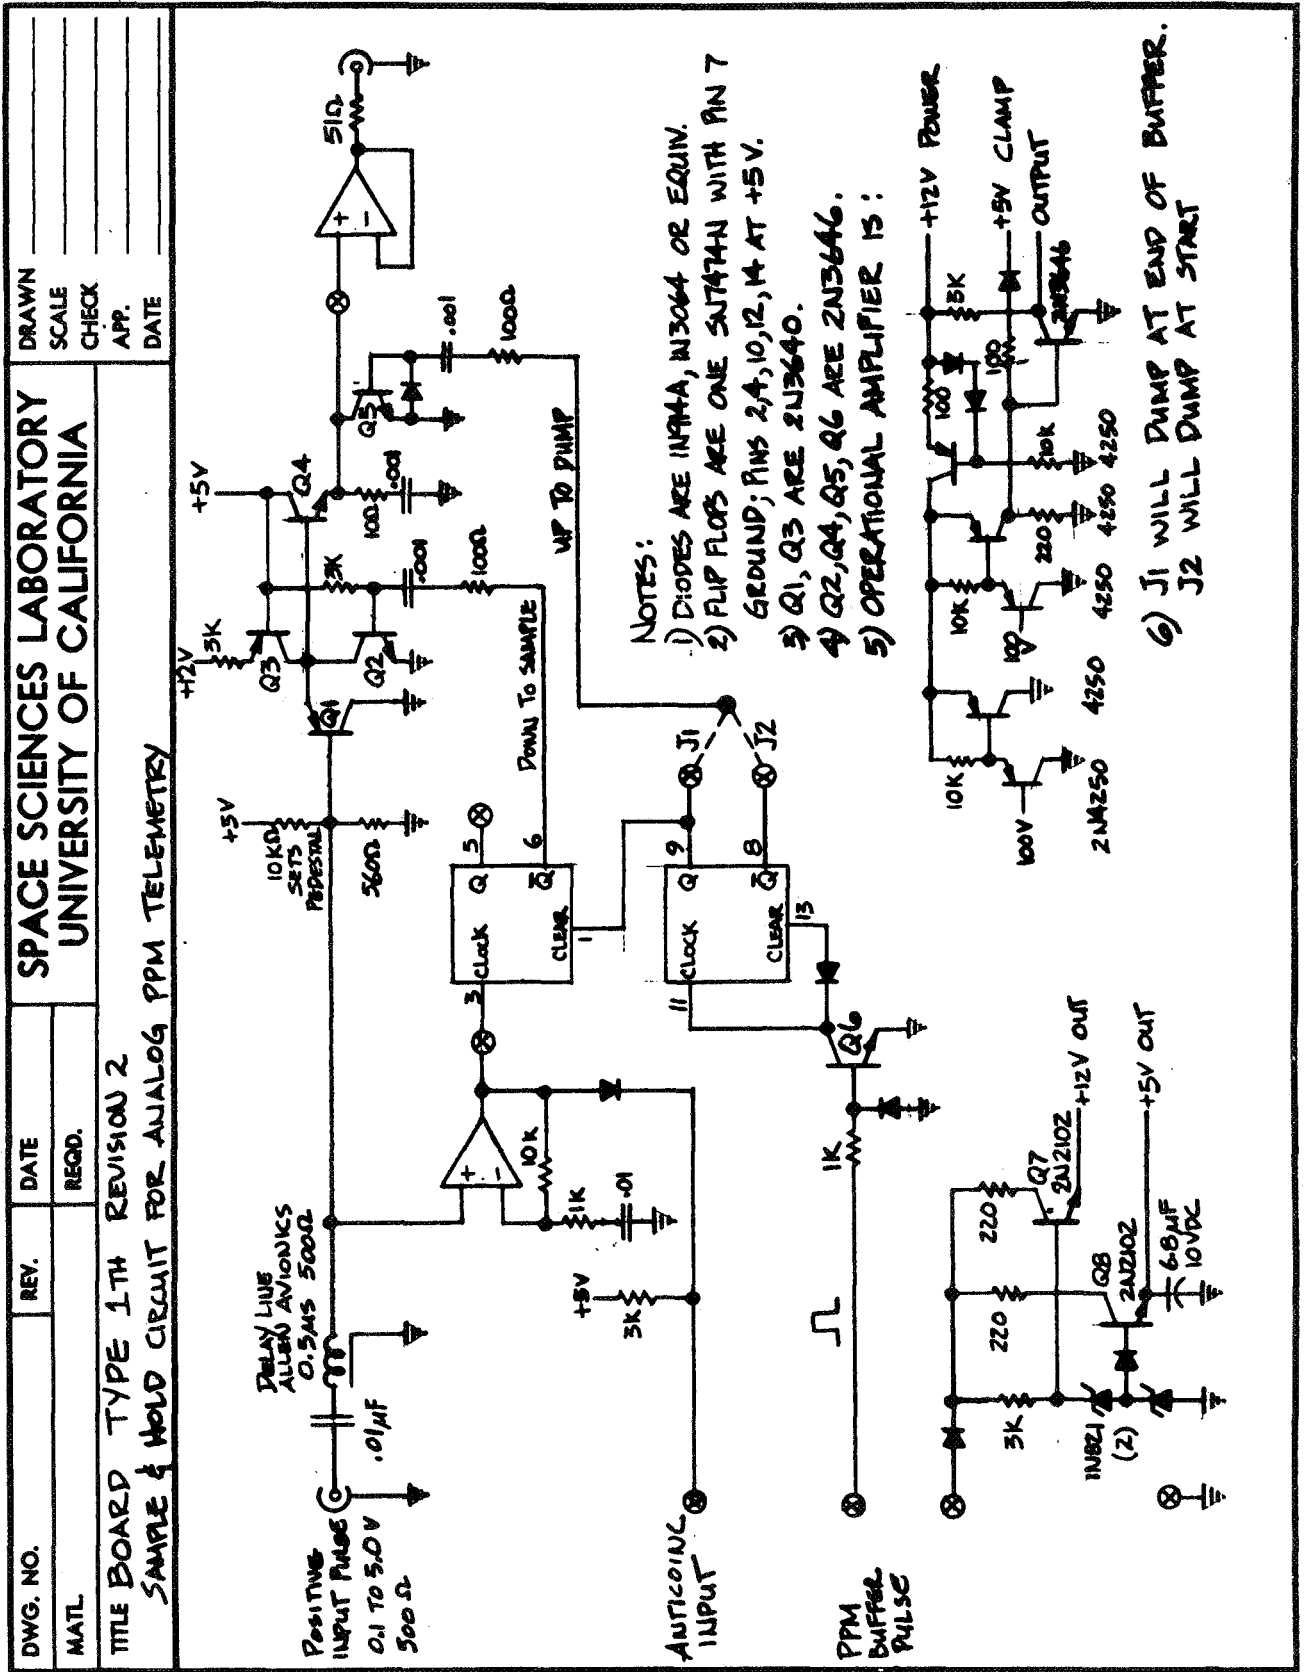 DWG. NO.
REV.
DATE
MATL.
REQD.
SPACE SCIENCES LABORATORY
UNIVERSITY OF CALIFORNIA
DRAWN
SCALE
CHECK
APP.
DATE
TITLE BOARD TYPE 1TH REVISION 2
SAMPLE & HOLD CIRCUIT FOR ANALOG PPM TELEMETRY
POSITIVE
INPUT PULSE
0.1 TO 5.0 V
500Ω
.01µF
DELAY LINE
ALLEN AVIONICS
0.5µS 500Ω
+5V
10KΩ
SETS
PEDESTAL
560Ω
Q1
+12V
3K
Q3
Q2
3K
.001
100Ω
+5V
Q4
10Ω
.001
Q5
.001
100Ω
+
-
51Ω
DOWN TO SAMPLE
UP TO DUMP
+
-
10K
1K
.01
+5V
3K
ANTICOINC
INPUT
3
CLOCK
Q
5
Q̅
6
CLEAR
1
11
CLOCK
Q
9
Q̅
8
CLEAR
13
J1
J2
PPM
BUFFER
PULSE
1K
Q6
NOTES:
1) DIODES ARE IN914A, IN3064 OR EQUIV.
2) FLIP FLOPS ARE ONE SN7474N WITH PIN 7
GROUND; PINS 2,4,10,12,14 AT +5V.
3) Q1, Q3 ARE 2N3640.
4) Q2,Q4,Q5,Q6 ARE 2N3646.
5) OPERATIONAL AMPLIFIER IS:
3K
1N821
(2)
220
220
Q7
2N2102
+12V OUT
Q8
2N2102
+5V OUT
68µF
10VDC
100V
10K
2N4250
4250
10K
100V
4250
220
4250
10K
4250
100
100
3K
2N3646
+12V POWER
+5V CLAMP
OUTPUT
6) J1 WILL DUMP AT END OF BUFFER.
J2 WILL DUMP AT START